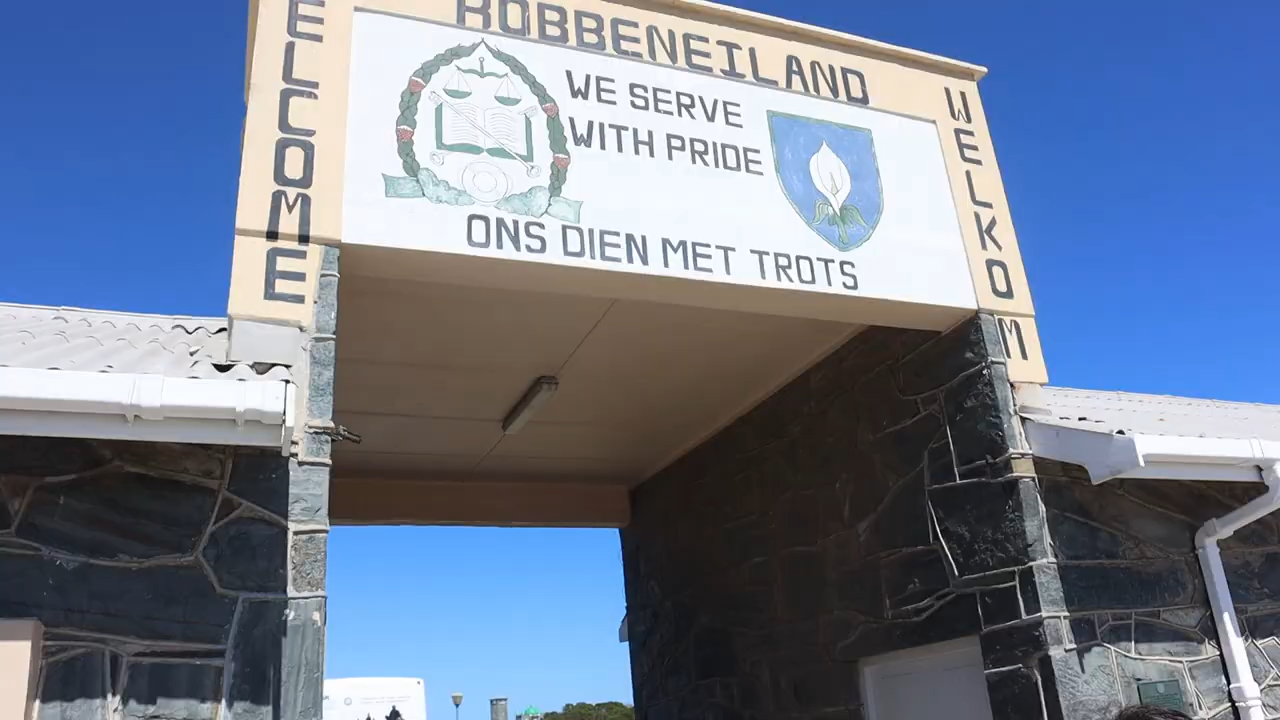 ROBBENEILAND
WELCOME
WE SERVE
WITH PRIDE
ONS DIEN MET TROTS
WELKOM